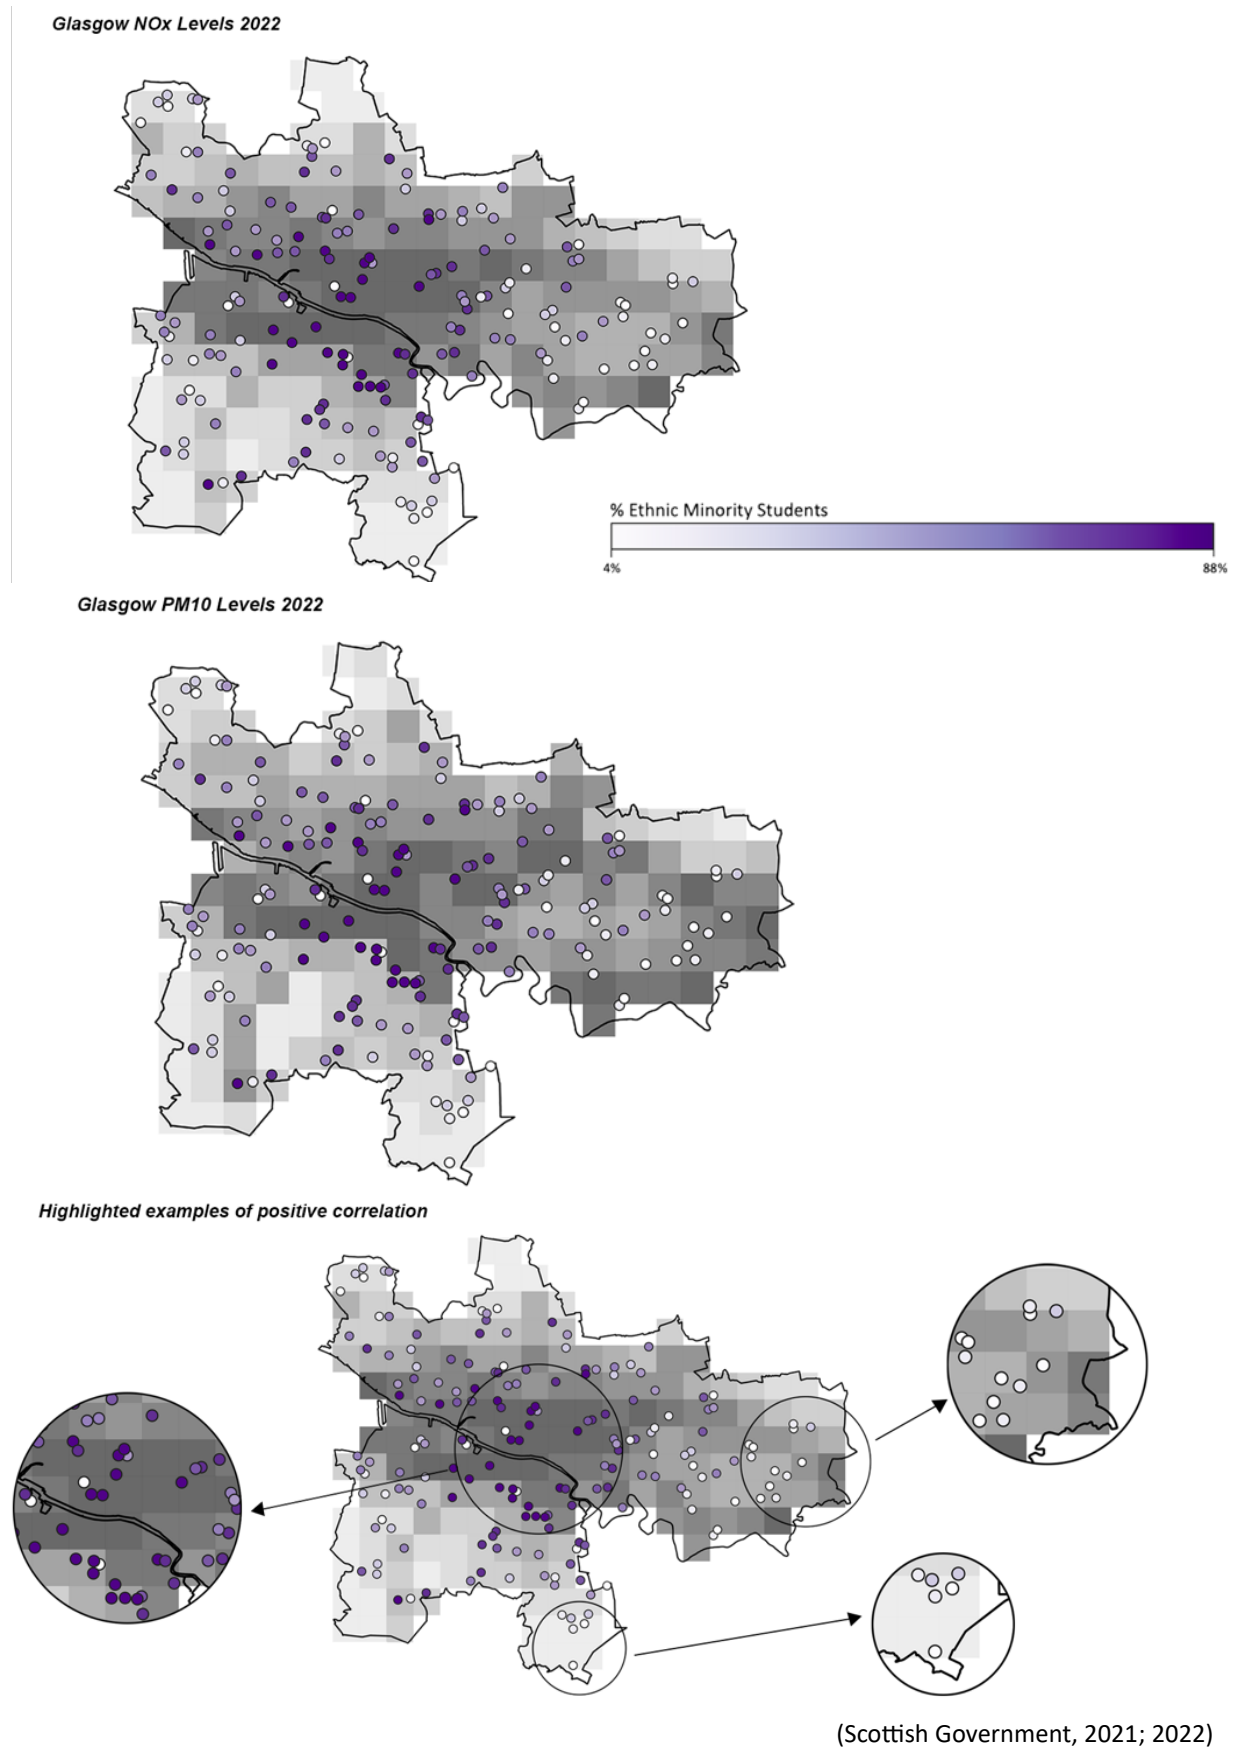 Glasgow NOx Levels 2022
% Ethnic Minority Students
4%
88%
Glasgow PM10 Levels 2022
Highlighted examples of positive correlation
(Scottish Government, 2021; 2022)